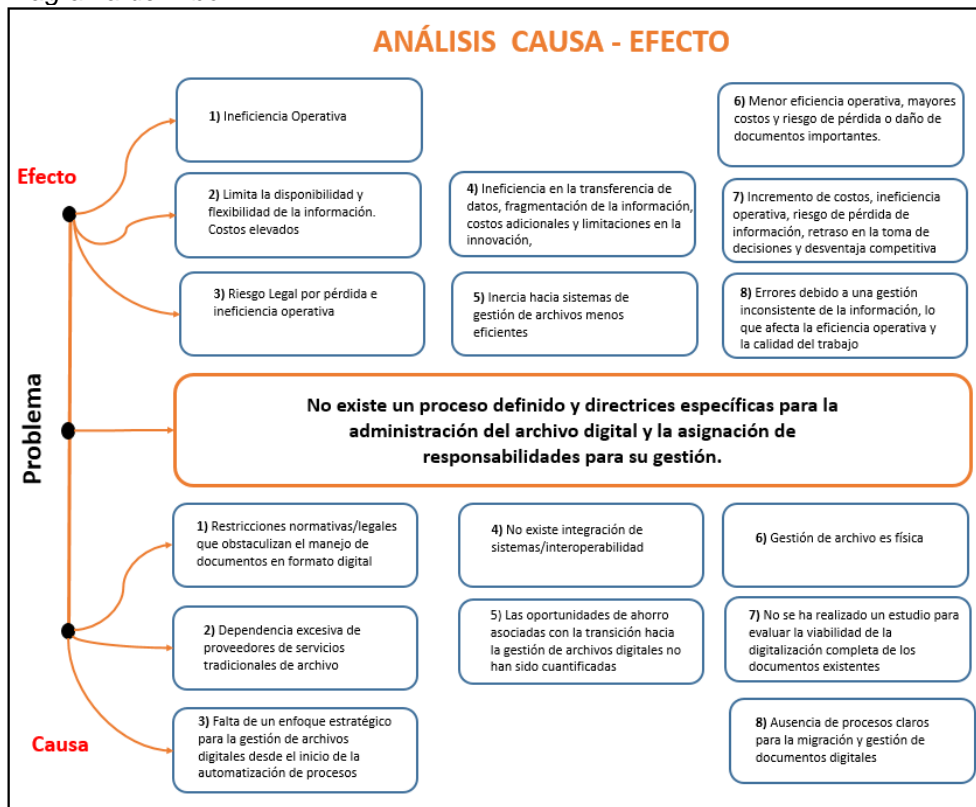 ANÁLISIS CAUSA - EFECTO
Efecto
1) Ineficiencia Operativa
6) Menor eficiencia operativa, mayores
costos y riesgo de pérdida o daño de
documentos importantes.
2) Limita la disponibilidad y
flexibilidad de la información.
Costos elevados
4) Ineficiencia en la transferencia de
datos, fragmentación de la información,
costos adicionales y limitaciones en la
innovación,
7) Incremento de costos, ineficiencia
operativa, riesgo de pérdida de
información, retraso en la toma de
decisiones y desventaja competitiva
3) Riesgo Legal por pérdida e
ineficiencia operativa
5) Inercia hacia sistemas de
gestión de archivos menos
eficientes
8) Errores debido a una gestión
inconsistente de la información, lo
que afecta la eficiencia operativa y
la calidad del trabajo
Problema
No existe un proceso definido y directrices específicas para la
administración del archivo digital y la asignación de
responsabilidades para su gestión.
1) Restricciones normativas/legales
que obstaculizan el manejo de
documentos en formato digital
4) No existe integración de
sistemas/interoperabilidad
6) Gestión de archivo es física
2) Dependencia excesiva de
proveedores de servicios
tradicionales de archivo
5) Las oportunidades de ahorro
asociadas con la transición hacia
la gestión de archivos digitales no
han sido cuantificadas
7) No se ha realizado un estudio para
evaluar la viabilidad de la
digitalización completa de los
documentos existentes
Causa
3) Falta de un enfoque estratégico
para la gestión de archivos
digitales desde el inicio de la
automatización de procesos
8) Ausencia de procesos claros
para la migración y gestión de
documentos digitales